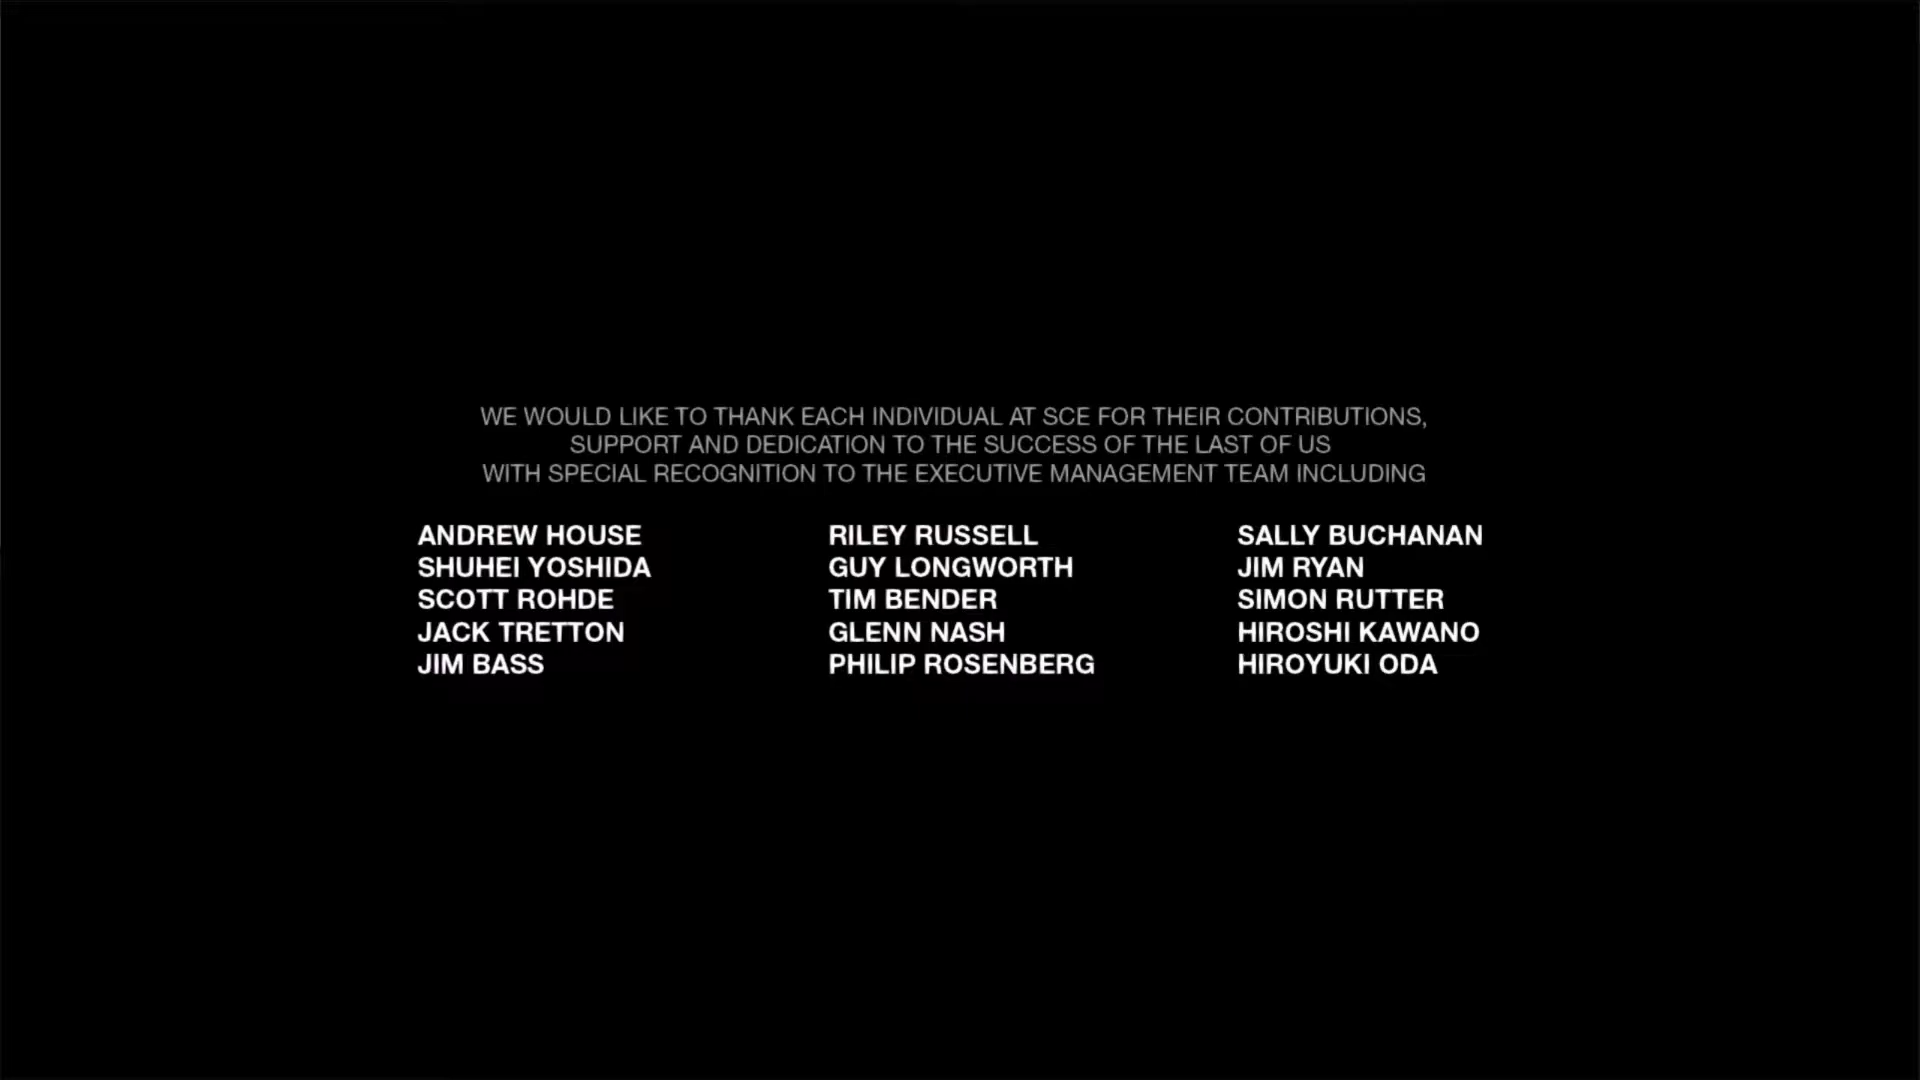 WE WOULD LIKE TO THANK EACH INDIVIDUAL AT SCE FOR THEIR CONTRIBUTIONS,
SUPPORT AND DEDICATION TO THE SUCCESS OF THE LAST OF US
WITH SPECIAL RECOGNITION TO THE EXECUTIVE MANAGEMENT TEAM INCLUDING
ANDREW HOUSE
SHUHEI YOSHIDA
SCOTT ROHDE
JACK TRETTON
JIM BASS
RILEY RUSSELL
GUY LONGWORTH
TIM BENDER
GLENN NASH
PHILIP ROSENBERG
SALLY BUCHANAN
JIM RYAN
SIMON RUTTER
HIROSHI KAWANO
HIROYUKI ODA